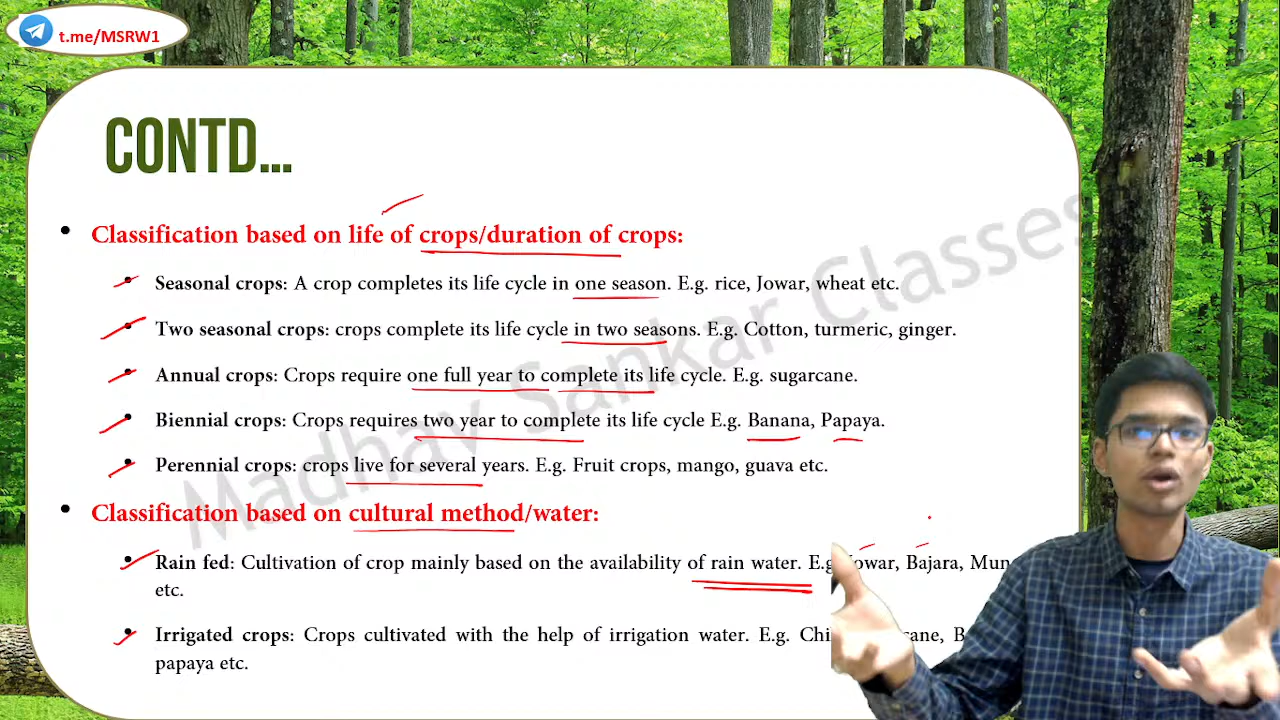 t.me/MSRW1
CONTD...
• Classification based on life of crops/duration of crops:
• Seasonal crops: A crop completes its life cycle in one season. E.g. rice, Jowar, wheat etc.
• Two seasonal crops: crops complete its life cycle in two seasons. E.g. Cotton, turmeric, ginger.
• Annual crops: Crops require one full year to complete its life cycle. E.g. sugarcane.
• Biennial crops: Crops requires two year to complete its life cycle E.g. Banana, Papaya.
• Perennial crops: crops live for several years. E.g. Fruit crops, mango, guava etc.
• Classification based on cultural method/water:
• Rain fed: Cultivation of crop mainly based on the availability of rain water. E.g. Jowar, Bajara,
etc.
• Irrigated crops: Crops cultivated with the help of irrigation water. E.g.
papaya etc.
Madhav Sankar Classes